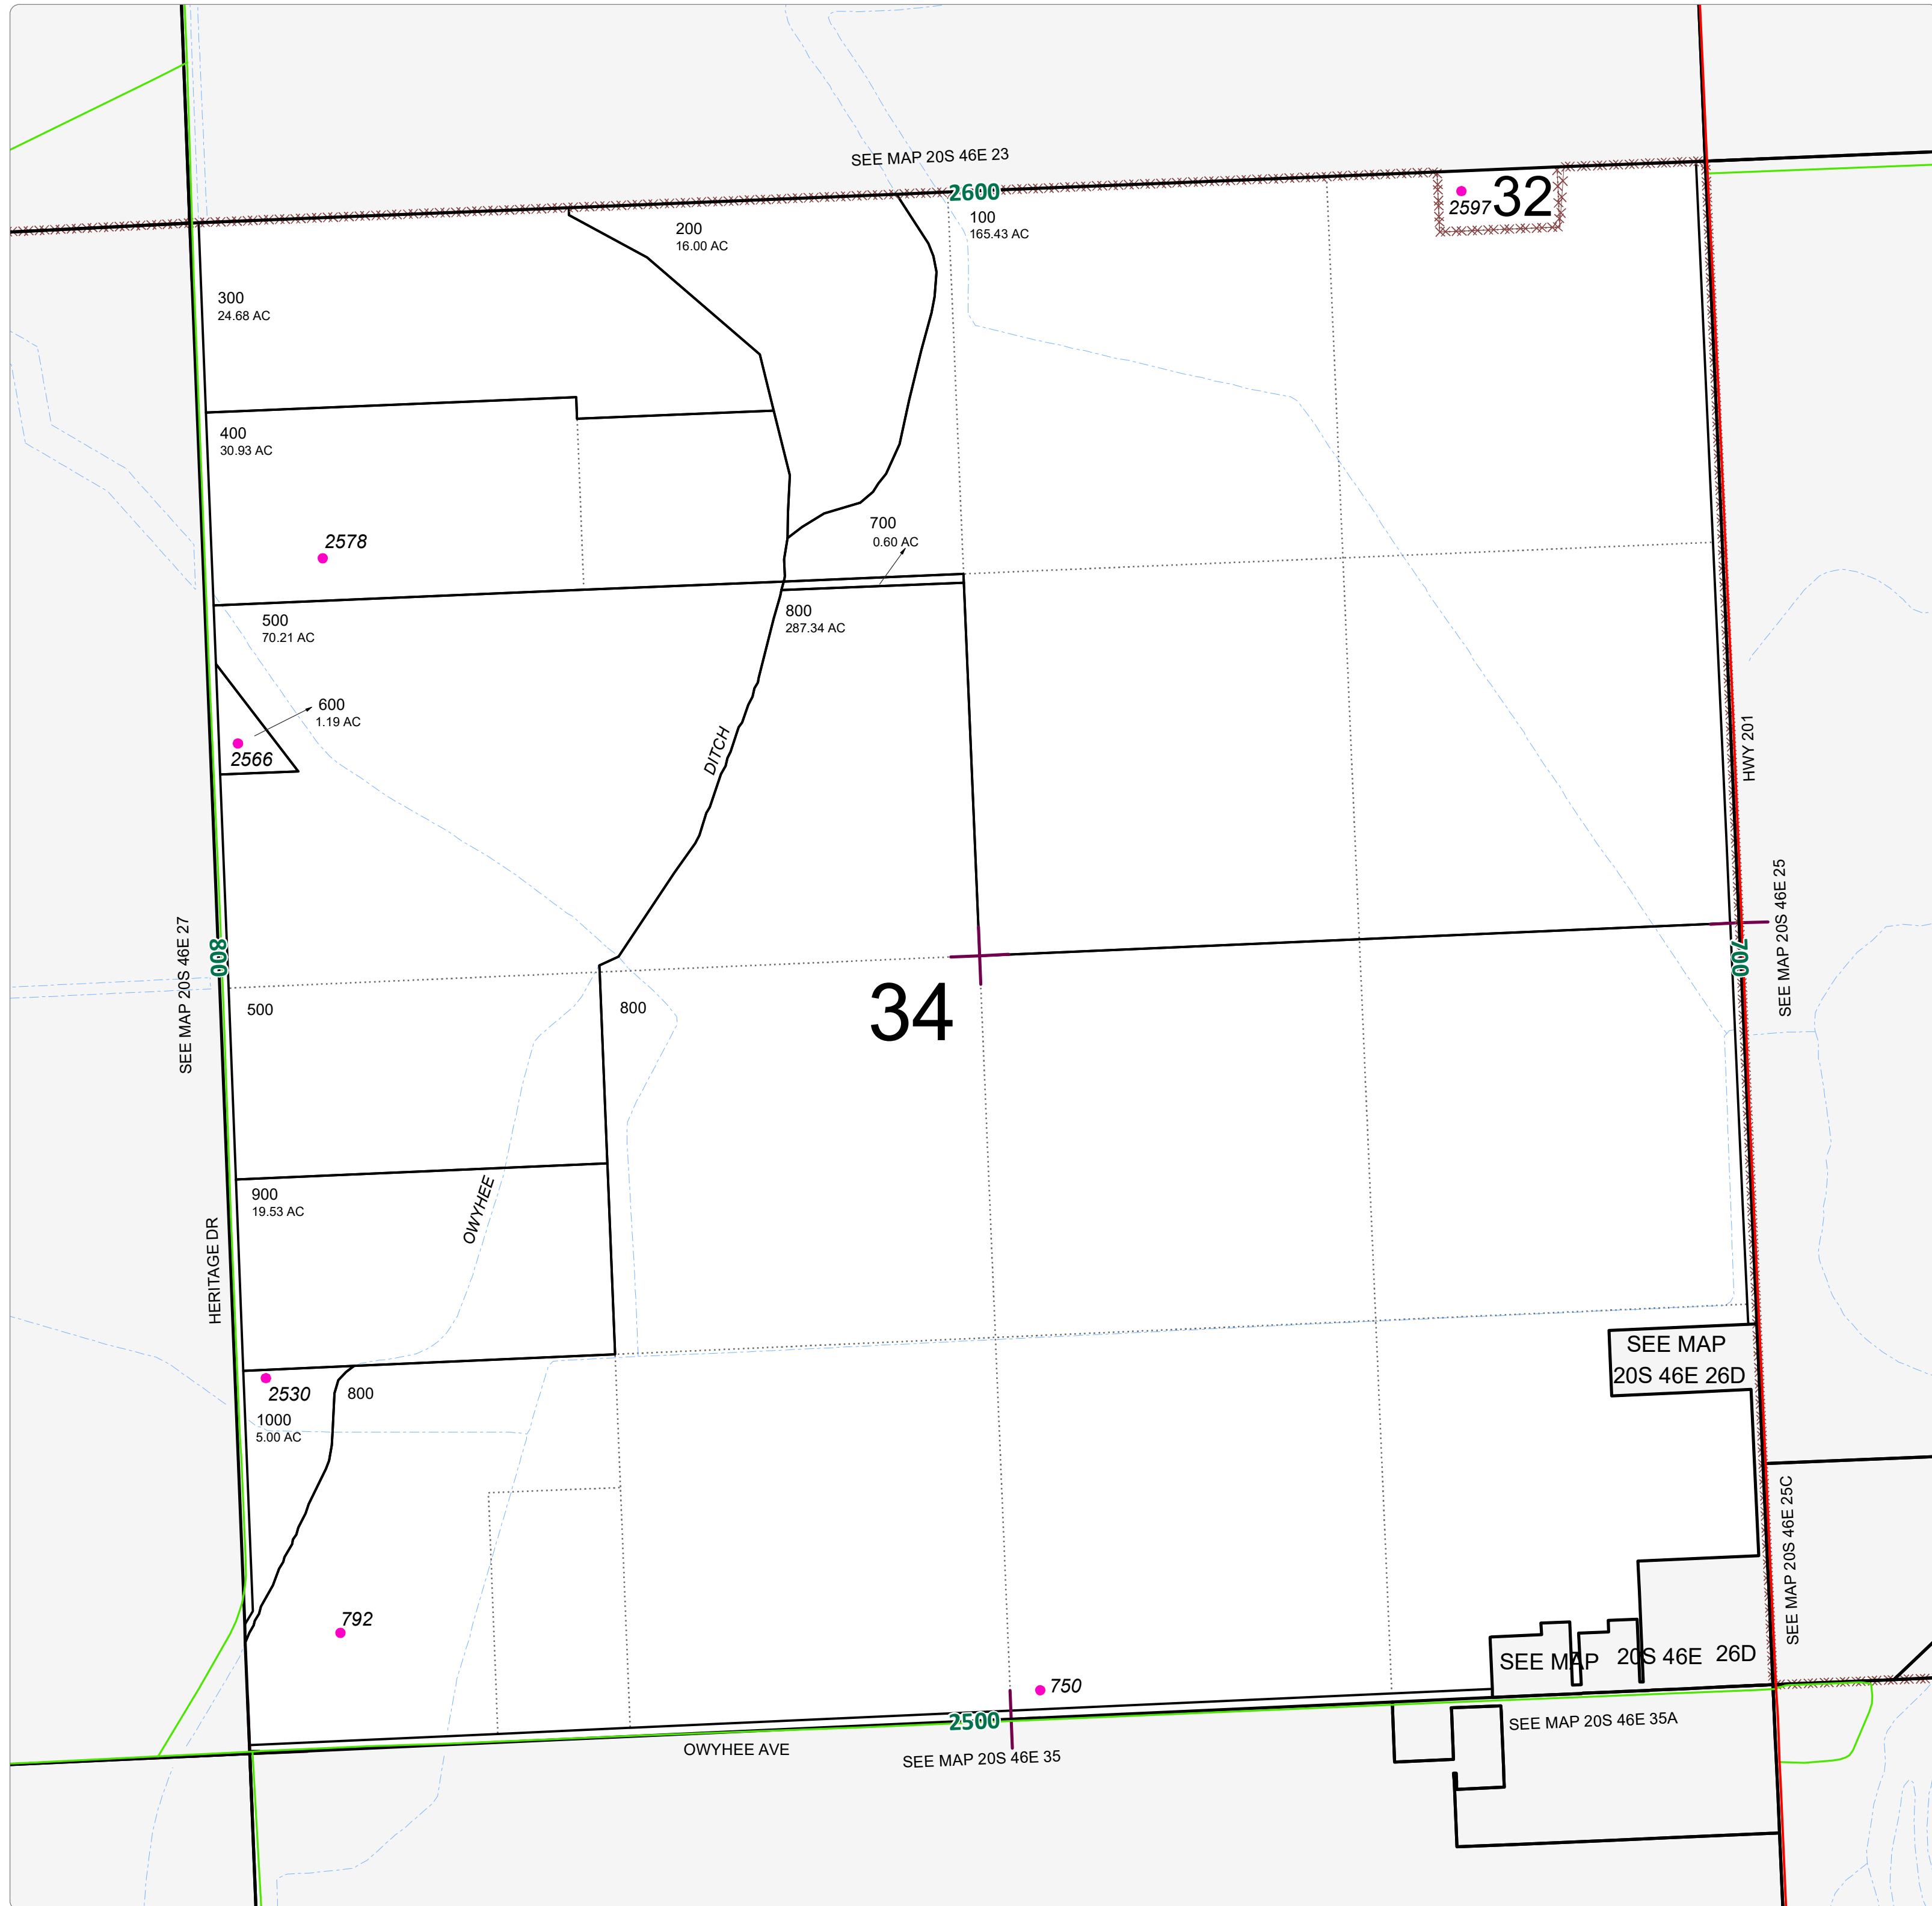 SEE MAP 20S 46E 23
2600
32
2597
200
16.00 AC
100
165.43 AC
300
24.68 AC
400
30.93 AC
2578
700
0.60 AC
500
70.21 AC
800
287.34 AC
600
1.19 AC
2566
DITCH
HWY 201
SEE MAP 20S 46E 27
800
700
SEE MAP 20S 46E 25
500
800
34
900
19.53 AC
OWYHEE
HERITAGE DR
SEE MAP
20S 46E 26D
2530
800
1000
5.00 AC
SEE MAP 20S 46E 25C
792
SEE MAP 20S 46E 26D
750
2500
SEE MAP 20S 46E 35A
OWYHEE AVE
SEE MAP 20S 46E 35